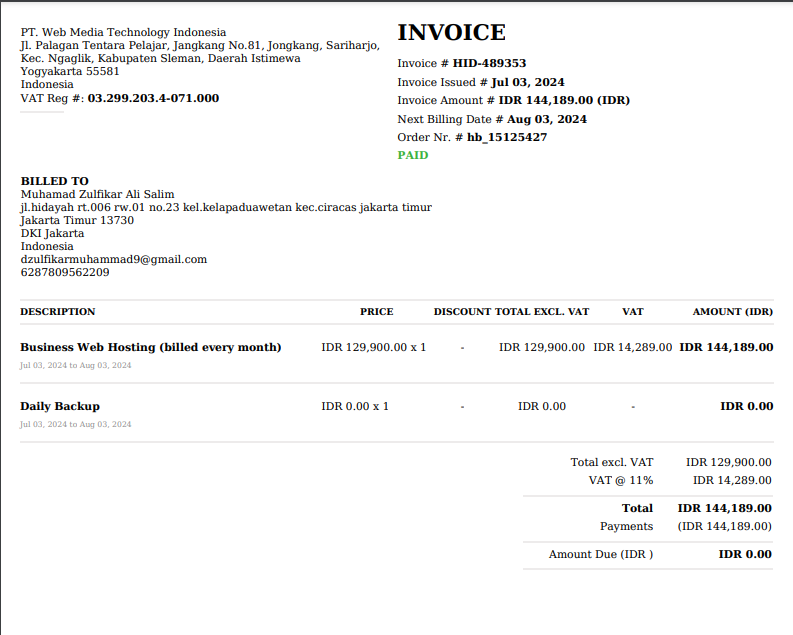 PT. Web Media Technology Indonesia
Jl. Palagan Tentara Pelajar, Jangkang No.81, Jongkang, Sariharjo,
Kec. Ngaglik, Kabupaten Sleman, Daerah Istimewa
Yogyakarta 55581
Indonesia
VAT Reg #: 03.299.203.4-071.000
INVOICE
Invoice # HID-489353
Invoice Issued # Jul 03, 2024
Invoice Amount # IDR 144,189.00 (IDR)
Next Billing Date # Aug 03, 2024
Order Nr. # hb_15125427
PAID
BILLED TO
Muhamad Zulfikar Ali Salim
jl.hidayah rt.006 rw.01 no.23 kel.kelapaduawetan kec.ciracas jakarta timur
Jakarta Timur 13730
DKI Jakarta
Indonesia
dzulfikarmuhammad9@gmail.com
6287809562209
DESCRIPTION PRICE DISCOUNT TOTAL EXCL. VAT VAT AMOUNT (IDR)
Business Web Hosting (billed every month) IDR 129,900.00 x 1 - IDR 129,900.00 IDR 14,289.00 IDR 144,189.00
Jul 03, 2024 to Aug 03, 2024
Daily Backup IDR 0.00 x 1 - IDR 0.00 - IDR 0.00
Jul 03, 2024 to Aug 03, 2024
Total excl. VAT IDR 129,900.00
VAT @ 11% IDR 14,289.00
Total IDR 144,189.00
Payments (IDR 144,189.00)
Amount Due (IDR ) IDR 0.00